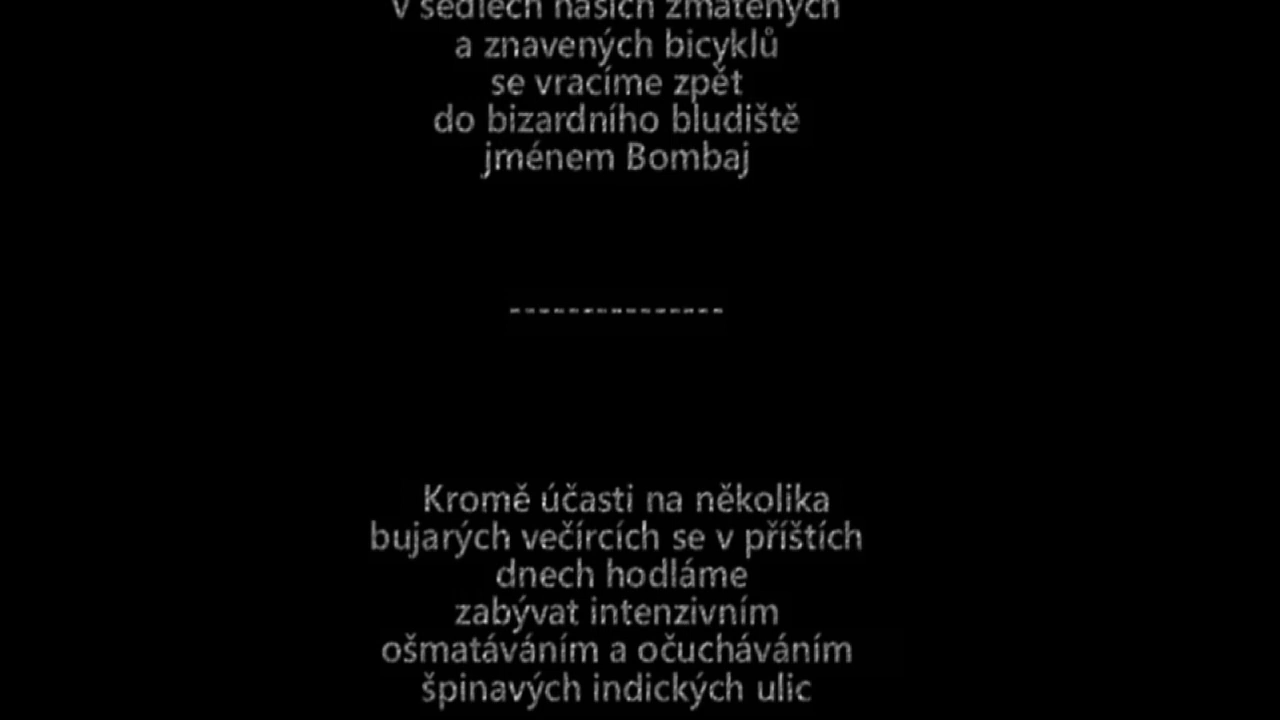 v sedlech našich zmatených
a znavených bicyklů
se vracíme zpět
do bizardního bludiště
jménem Bombaj
---------------
Kromě účasti na několika
bujarých večírcích se v příštích
dnech hodláme
zabývat intenzivním
ošmatáváním a očucháváním
špinavých indických ulic